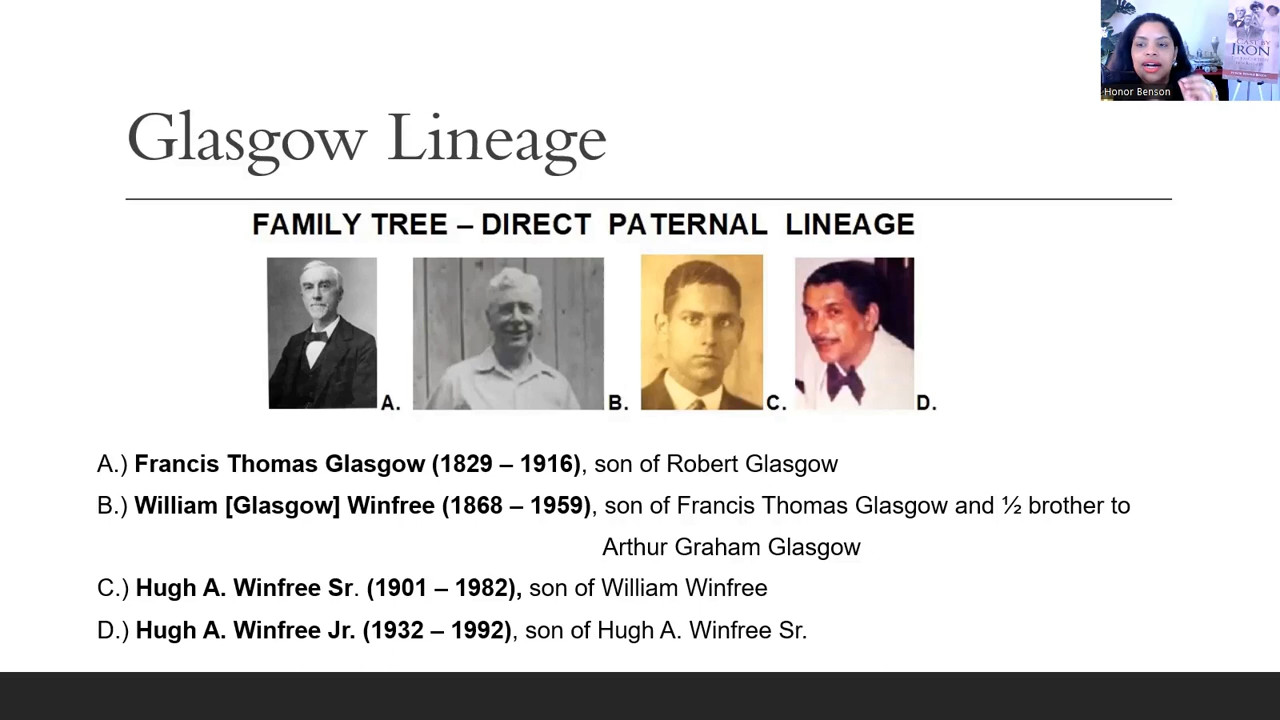 IRON
Honor Benson
Glasgow Lineage
FAMILY TREE – DIRECT PATERNAL LINEAGE
A. B. C. D.
A.) Francis Thomas Glasgow (1829 – 1916), son of Robert Glasgow
B.) William [Glasgow] Winfree (1868 – 1959), son of Francis Thomas Glasgow and ½ brother to
Arthur Graham Glasgow
C.) Hugh A. Winfree Sr. (1901 – 1982), son of William Winfree
D.) Hugh A. Winfree Jr. (1932 – 1992), son of Hugh A. Winfree Sr.